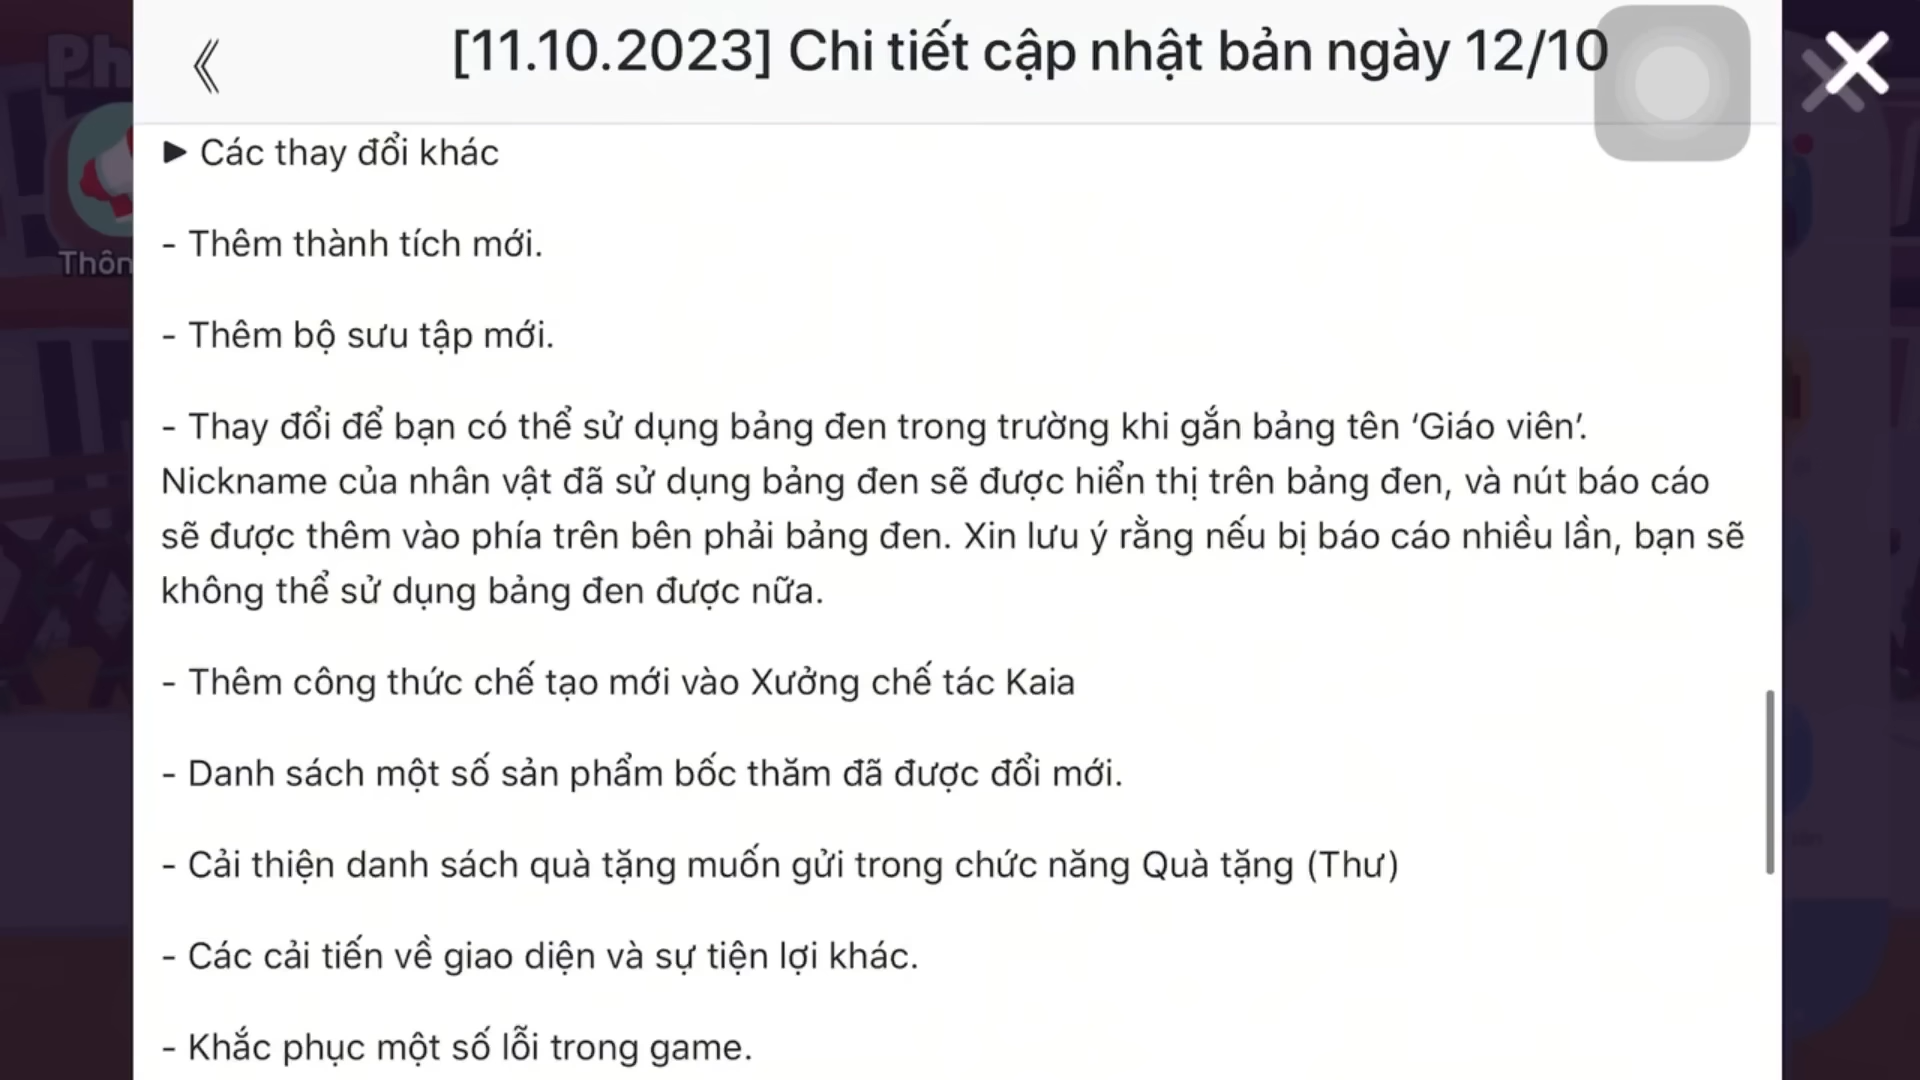 [11.10.2023] Chi tiết cập nhật bản ngày 12/10
Ph
Thôn
► Các thay đổi khác
- Thêm thành tích mới.
- Thêm bộ sưu tập mới.
- Thay đổi để bạn có thể sử dụng bảng đen trong trường khi gắn bảng tên ‘Giáo viên’.
Nickname của nhân vật đã sử dụng bảng đen sẽ được hiển thị trên bảng đen, và nút báo cáo
sẽ được thêm vào phía trên bên phải bảng đen. Xin lưu ý rằng nếu bị báo cáo nhiều lần, bạn sẽ
không thể sử dụng bảng đen được nữa.
- Thêm công thức chế tạo mới vào Xưởng chế tác Kaia
- Danh sách một số sản phẩm bốc thăm đã được đổi mới.
- Cải thiện danh sách quà tặng muốn gửi trong chức năng Quà tặng (Thư)
- Các cải tiến về giao diện và sự tiện lợi khác.
- Khắc phục một số lỗi trong game.